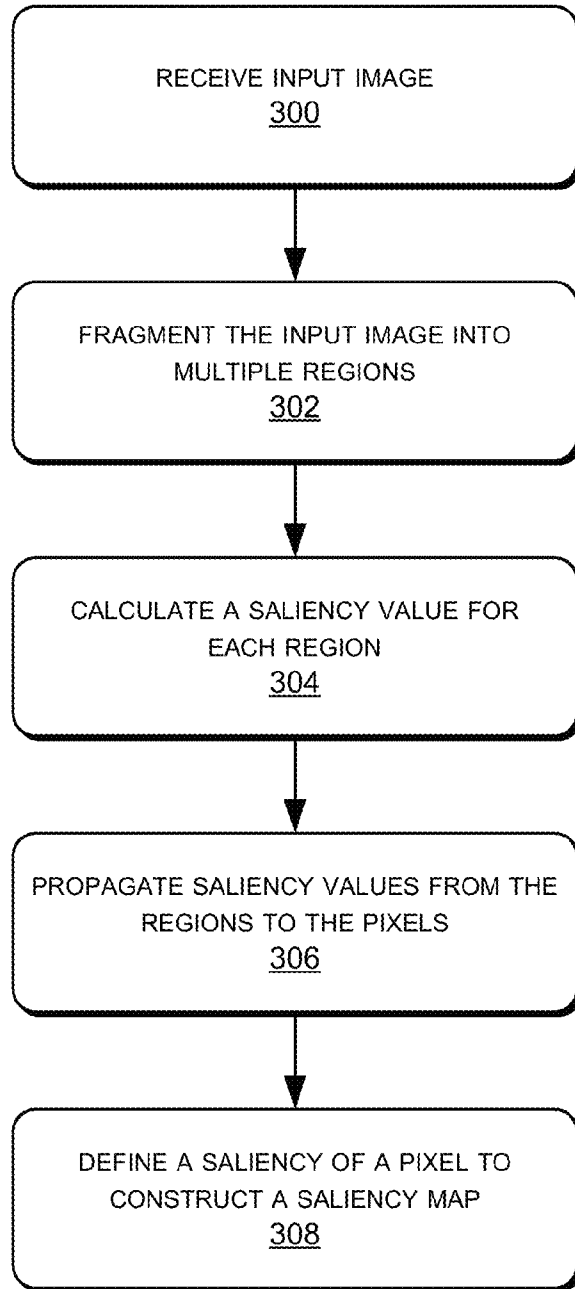 RECEIVE INPUT IMAGE
300
FRAGMENT THE INPUT IMAGE INTO
MULTIPLE REGIONS
302
CALCULATE A SALIENCY VALUE FOR
EACH REGION
304
PROPAGATE SALIENCY VALUES FROM THE
REGIONS TO THE PIXELS
306
DEFINE A SALIENCY OF A PIXEL TO
CONSTRUCT A SALIENCY MAP
308